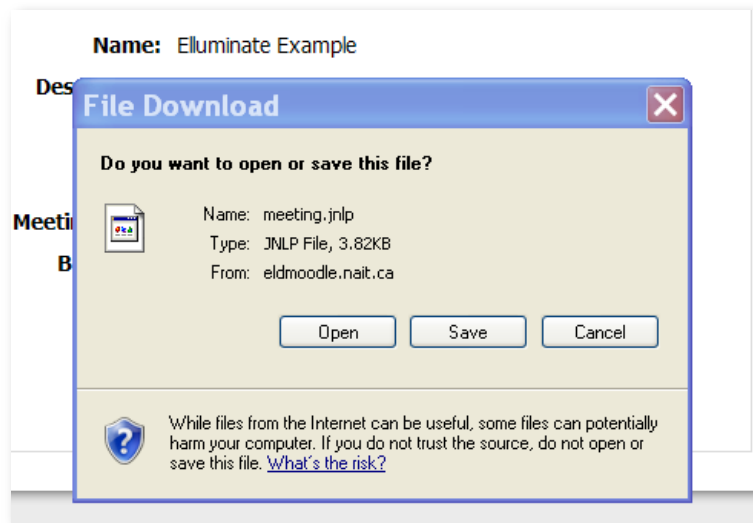 Name: Elluminate Example
Des
File Download
Do you want to open or save this file?
Name: meeting.jnlp
Type: JNLP File, 3.82KB
From: eldmoodle.nait.ca
Meetin
B
Open Save Cancel
While files from the Internet can be useful, some files can potentially
harm your computer. If you do not trust the source, do not open or
save this file. What's the risk?